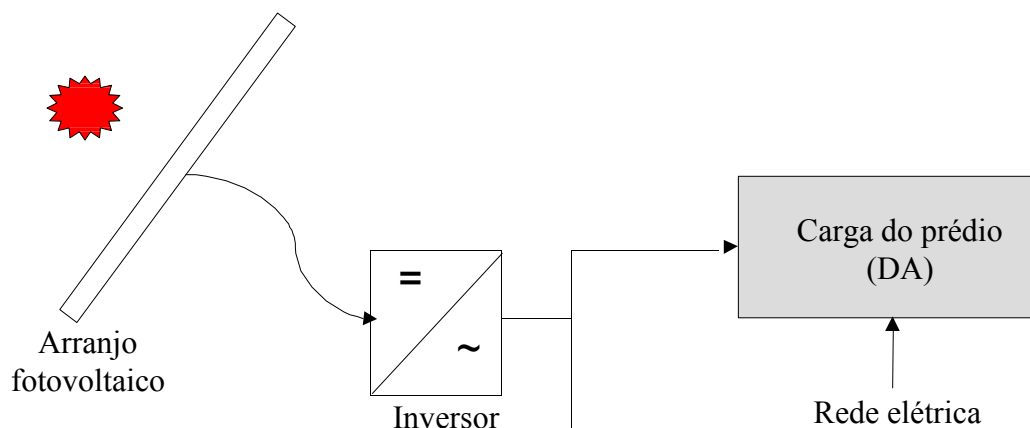 Carga do prédio
(DA)
=
~
Arranjo
fotovoltaico
Inversor
Rede elétrica